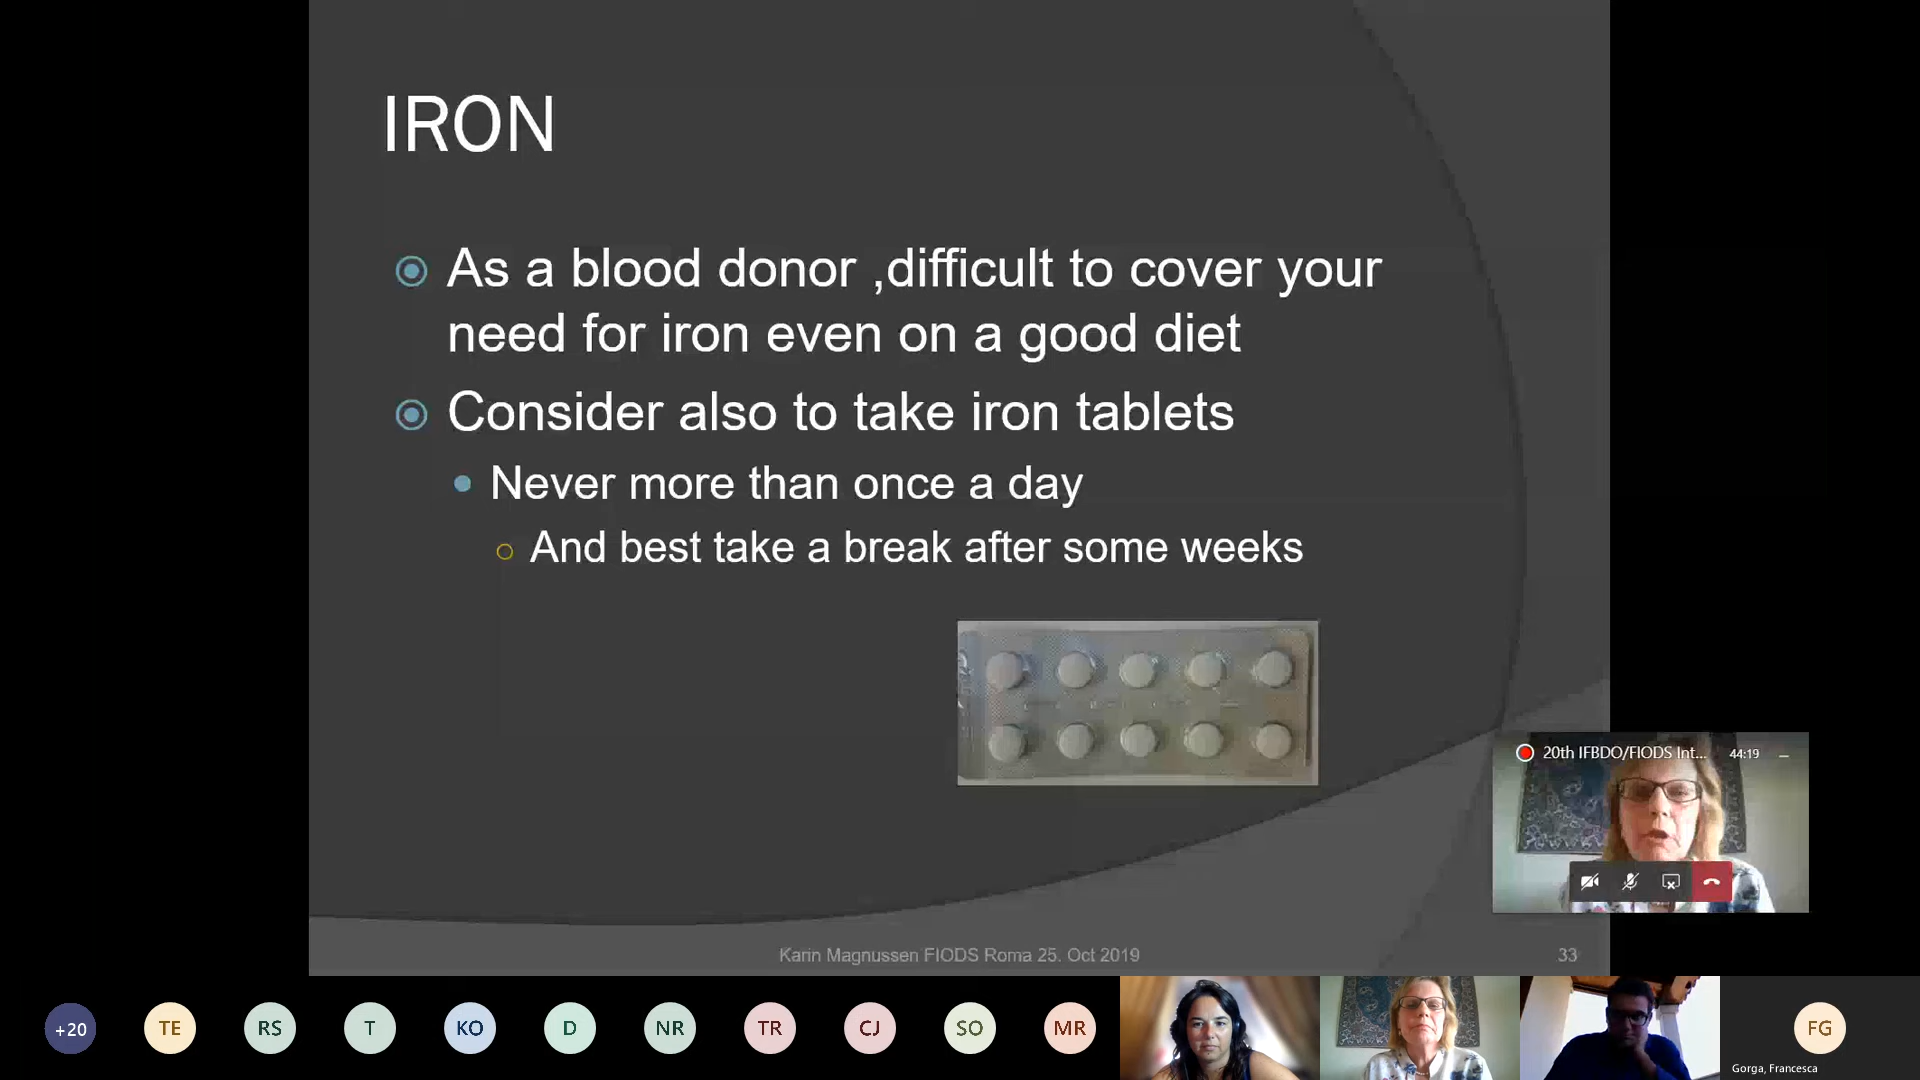 IRON
As a blood donor ,difficult to cover your
need for iron even on a good diet
Consider also to take iron tablets
Never more than once a day
And best take a break after some weeks
20th IFBDO/FIODS Int...
44:19
Karin Magnussen FIODS Roma 25. Oct 2019
33
+20
TE
RS
T
KO
D
NR
TR
CJ
SO
MR
FG
Gorga, Francesca